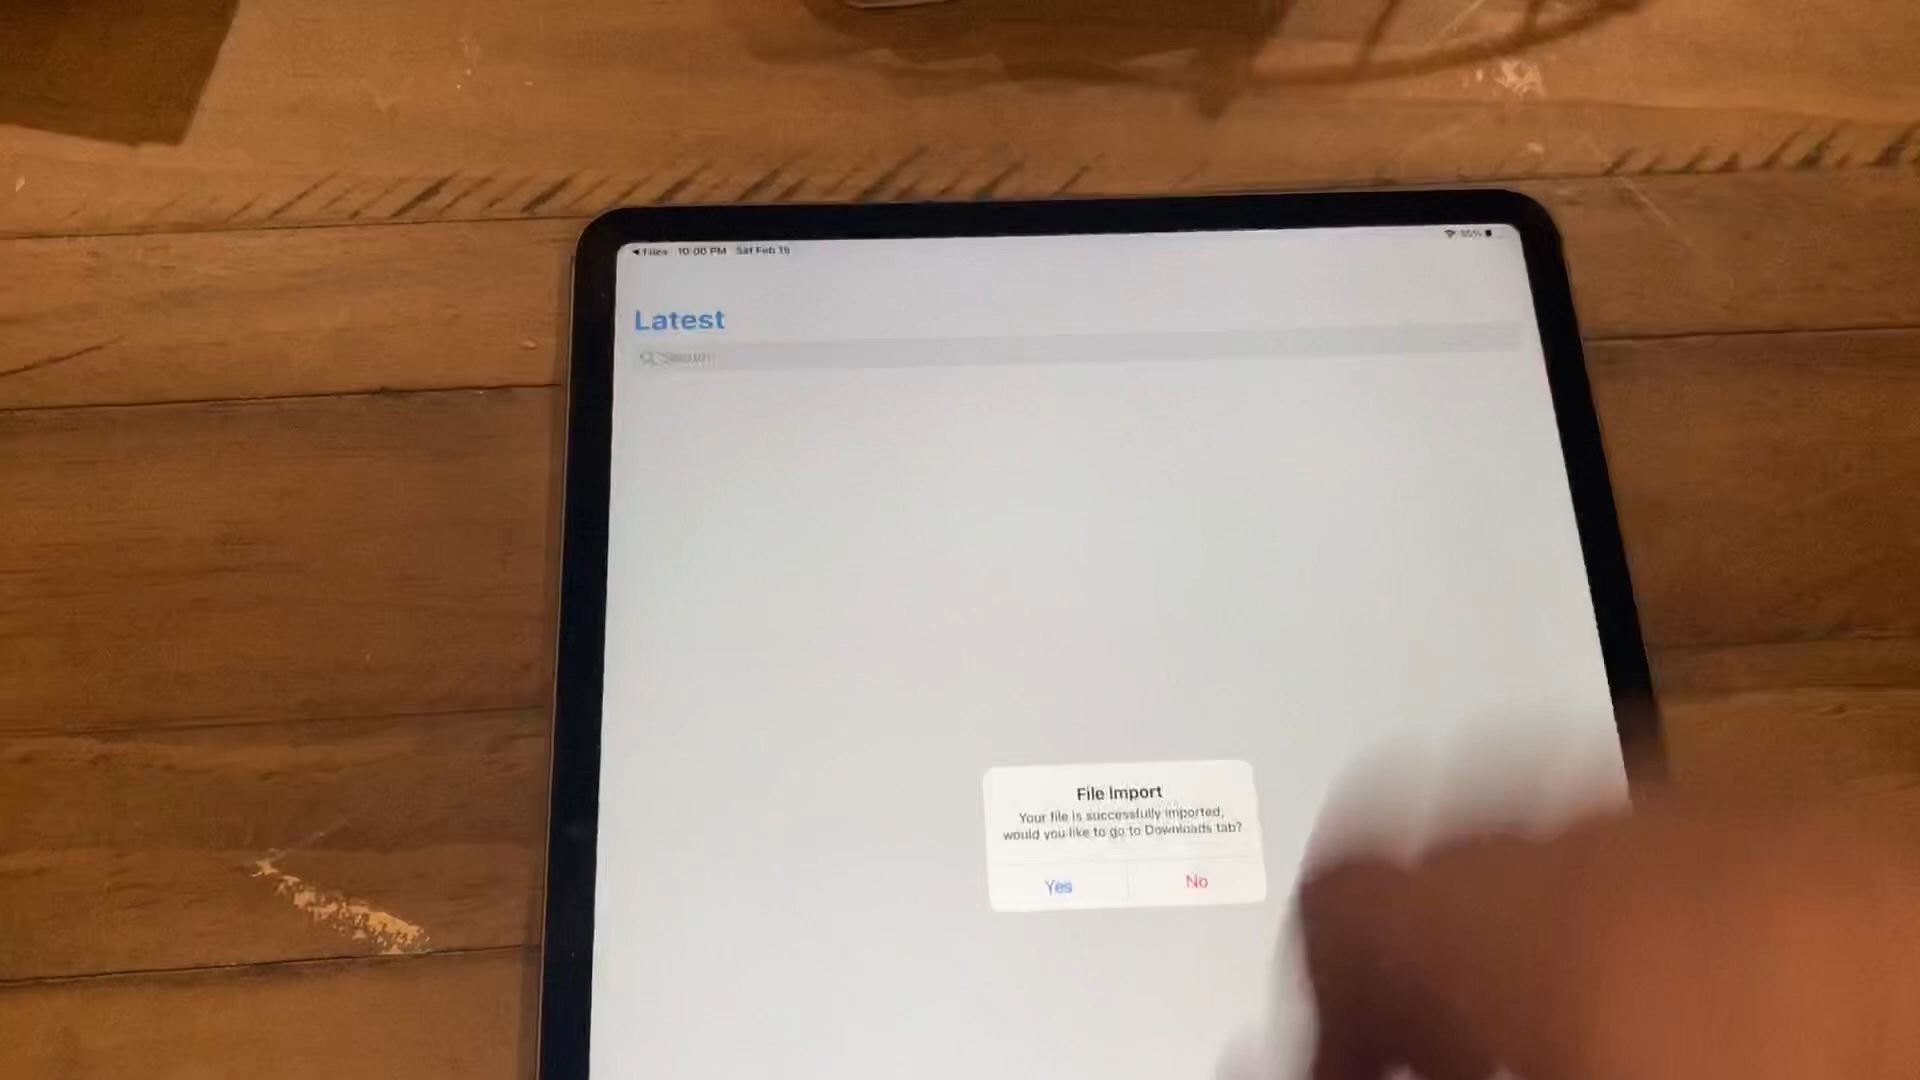 ◀ Files 10:00 PM Sat Feb 15
Latest
Search
File Import
Your file is successfully imported,
would you like to go to Downloads tab?
Yes No